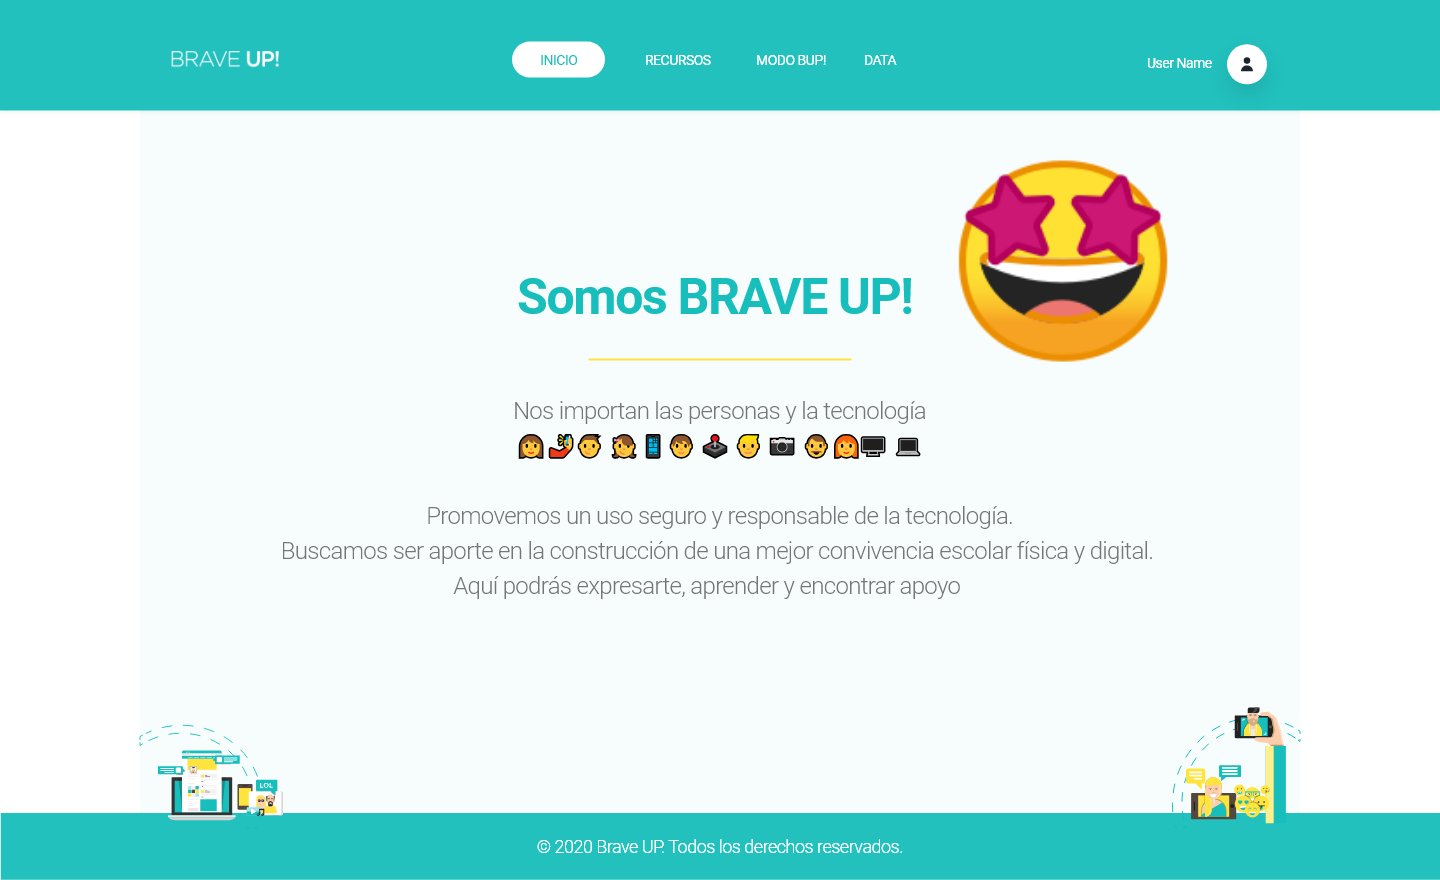 BRAVE UP!
INICIO
RECURSOS
MODO BUP!
DATA
User Name
Somos BRAVE UP!
Nos importan las personas y la tecnología
Promovemos un uso seguro y responsable de la tecnología.
Buscamos ser aporte en la construcción de una mejor convivencia escolar física y digital.
Aquí podrás expresarte, aprender y encontrar apoyo
LOL
© 2020 Brave UP. Todos los derechos reservados.